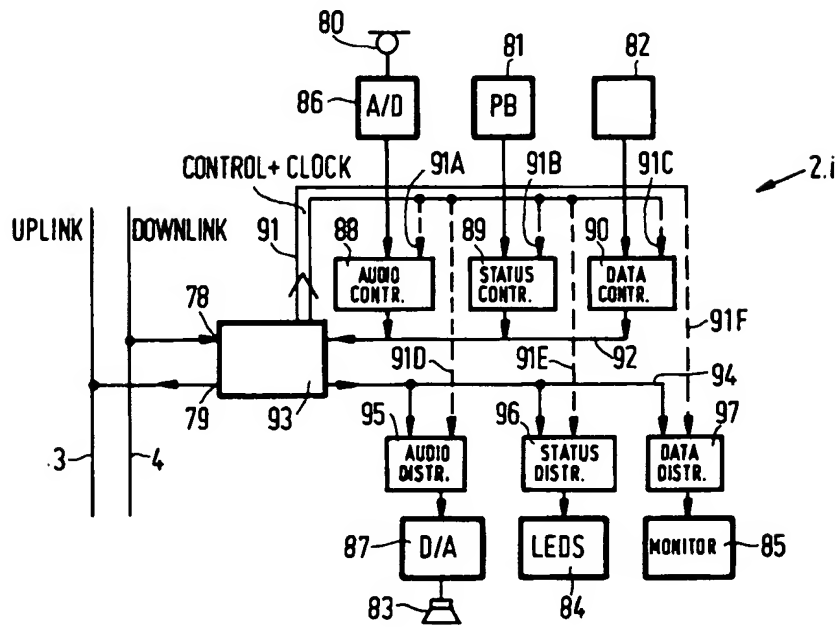 80
81
82
86
A/D
PB
CONTROL+ CLOCK
91A
91B
91C
2.i
UPLINK
DOWNLINK
91
88
89
90
AUDIO
CONTR.
STATUS
CONTR.
DATA
CONTR.
78
91F
92
91D
91E
94
79
93
95
96
97
3
4
AUDIO
DISTR.
STATUS
DISTR.
DATA
DISTR.
87
D/A
LEDS
MONITOR
85
83
84